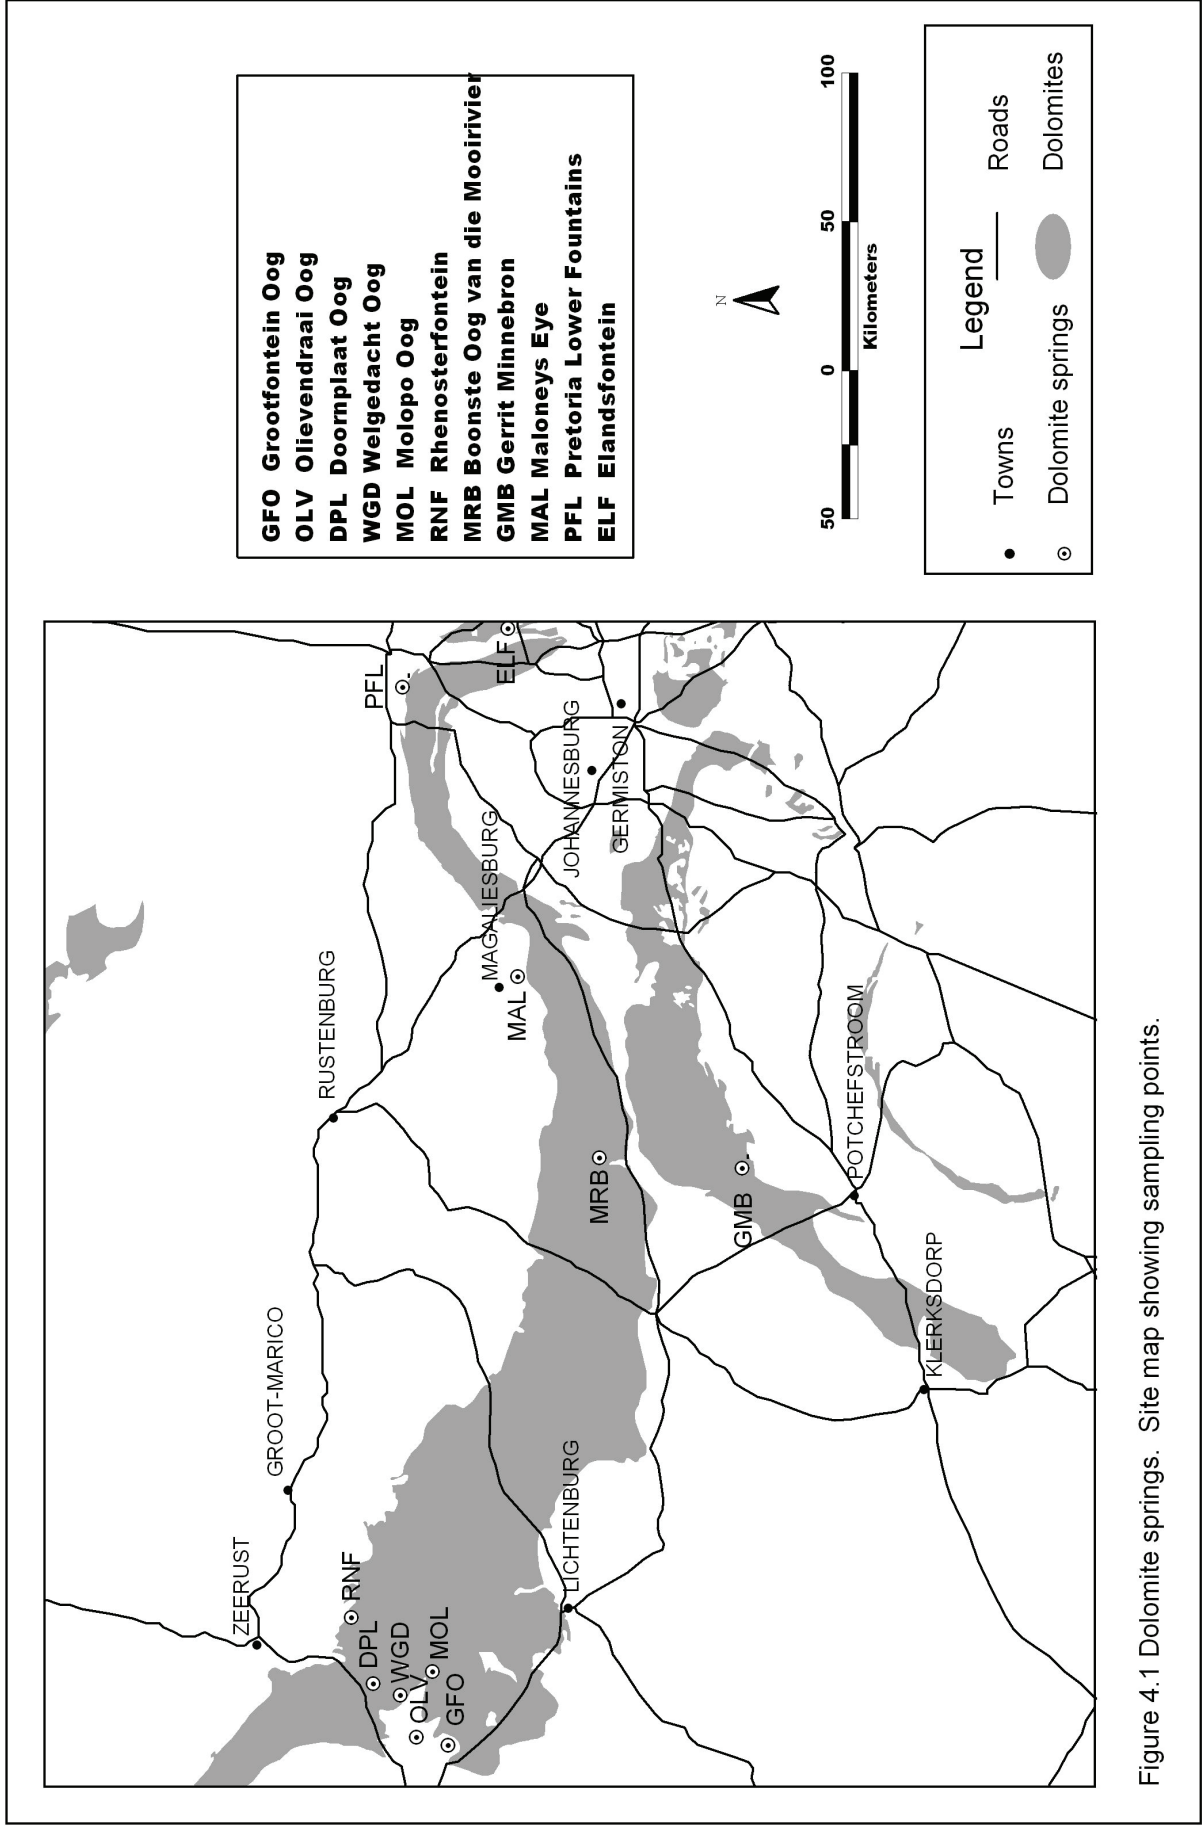 ZEERUST
GROOT-MARICO
RUSTENBURG
PFL
RNF
DPL
WGD
OLV
MOL
GFO
LICHTENBURG
MAGALIESBURG
MAL
ELF
JOHANNESBURG
GERMISTON
MRB
GMB
POTCHEFSTROOM
KLERKSDORP
GFO Grootfontein Oog
OLV Olievendraai Oog
DPL Doornplaat Oog
WGD Welgedacht Oog
MOL Molopo Oog
RNF Rhenosterfontein
MRB Boonste Oog van die Mooirivier
GMB Gerrit Minnebron
MAL Maloneys Eye
PFL Pretoria Lower Fountains
ELF Elandsfontein
N
50 0 50 100
Kilometers
Legend
Towns Roads
Dolomite springs Dolomites
Figure 4.1 Dolomite springs. Site map showing sampling points.